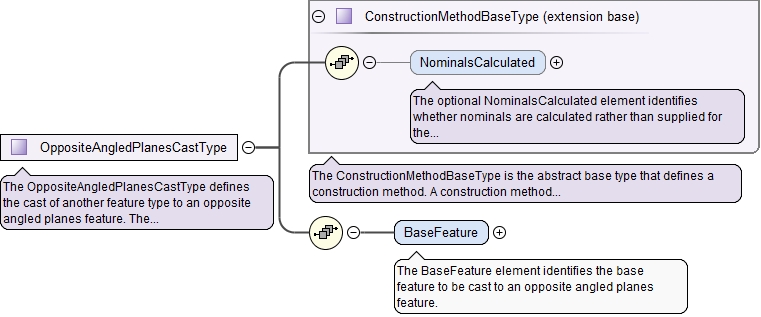 ConstructionMethodBaseType (extension base)
NominalsCalculated
The optional NominalsCalculated element identifies
whether nominals are calculated rather than supplied for
the...
OppositeAngledPlanesCastType
The OppositeAngledPlanesCastType defines
the cast of another feature type to an opposite
angled planes feature. The...
The ConstructionMethodBaseType is the abstract base type that defines a
construction method. A construction method...
BaseFeature
The BaseFeature element identifies the base
feature to be cast to an opposite angled planes
feature.